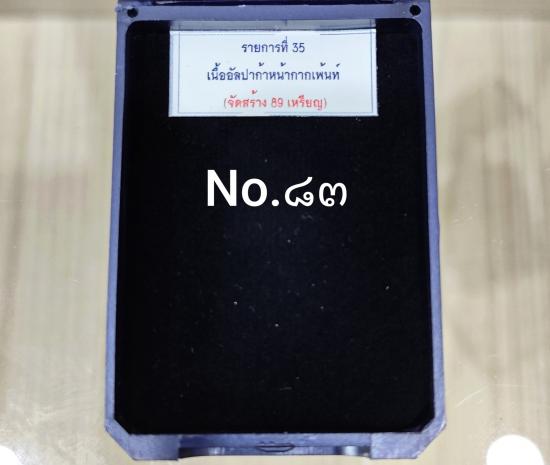 รายการที่ 35
เนื้ออัลปาก้าหน้ากากเพ้นท์
(จัดสร้าง 89 เหรียญ)
No.๘๓